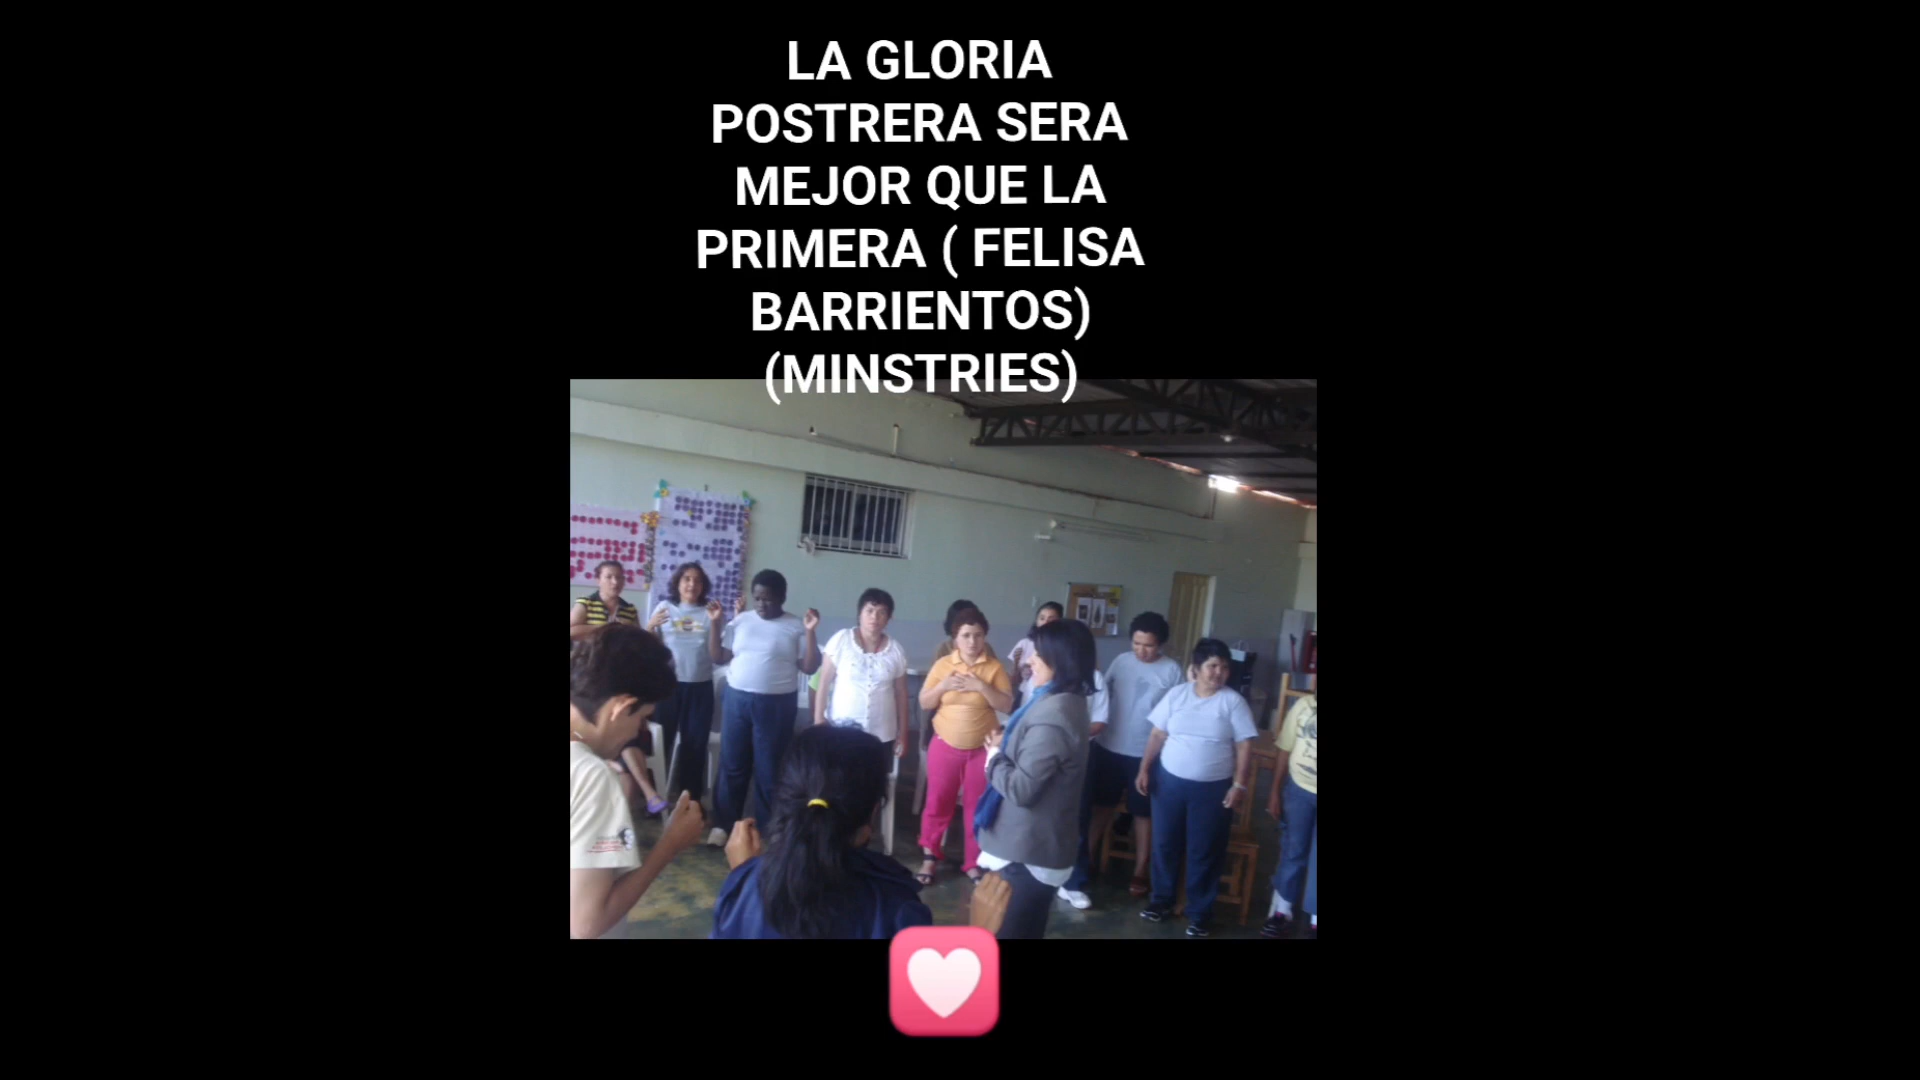 LA GLORIA
POSTRERA SERA
MEJOR QUE LA
PRIMERA ( FELISA
BARRIENTOS)
(MINSTRIES)